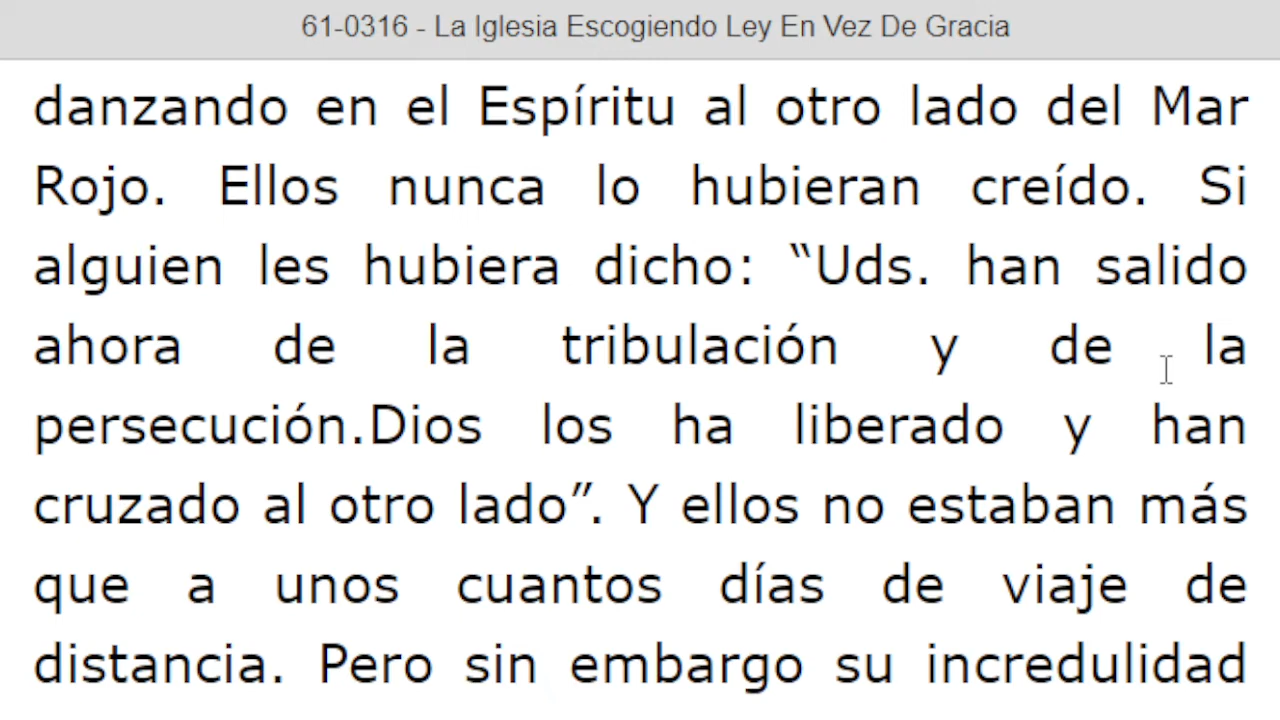 61-0316 - La Iglesia Escogiendo Ley En Vez De Gracia
danzando en el Espíritu al otro lado del Mar
Rojo. Ellos nunca lo hubieran creído. Si
alguien les hubiera dicho: “Uds. han salido
ahora de la tribulación y de la
persecución.Dios los ha liberado y han
cruzado al otro lado”. Y ellos no estaban más
que a unos cuantos días de viaje de
distancia. Pero sin embargo su incredulidad